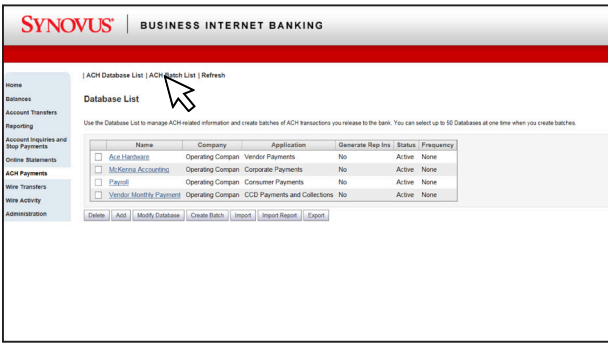 SYNOVUS® | BUSINESS INTERNET BANKING
| ACH Database List | ACH Batch List | Refresh
Home
Balances
Account Transfers
Reporting
Account Inquiries and
Stop Payments
Online Statements
ACH Payments
Wire Transfers
Wire Activity
Administration
Database List
Use the Database List to manage ACH-related information and create batches of ACH transactions you release to the bank. You can select up to 50 Databases at one time when you create batches.
Name Company Application Generate Rep Ins Status Frequency
Ace Hardware Operating Compan Vendor Payments No Active None
McKenna Accounting Operating Compan Corporate Payments No Active None
Payroll Operating Compan Consumer Payments No Active None
Vendor Monthly Payment Operating Compan CCD Payments and Collections No Active None
Delete Add Modify Database Create Batch Import Import Report Export